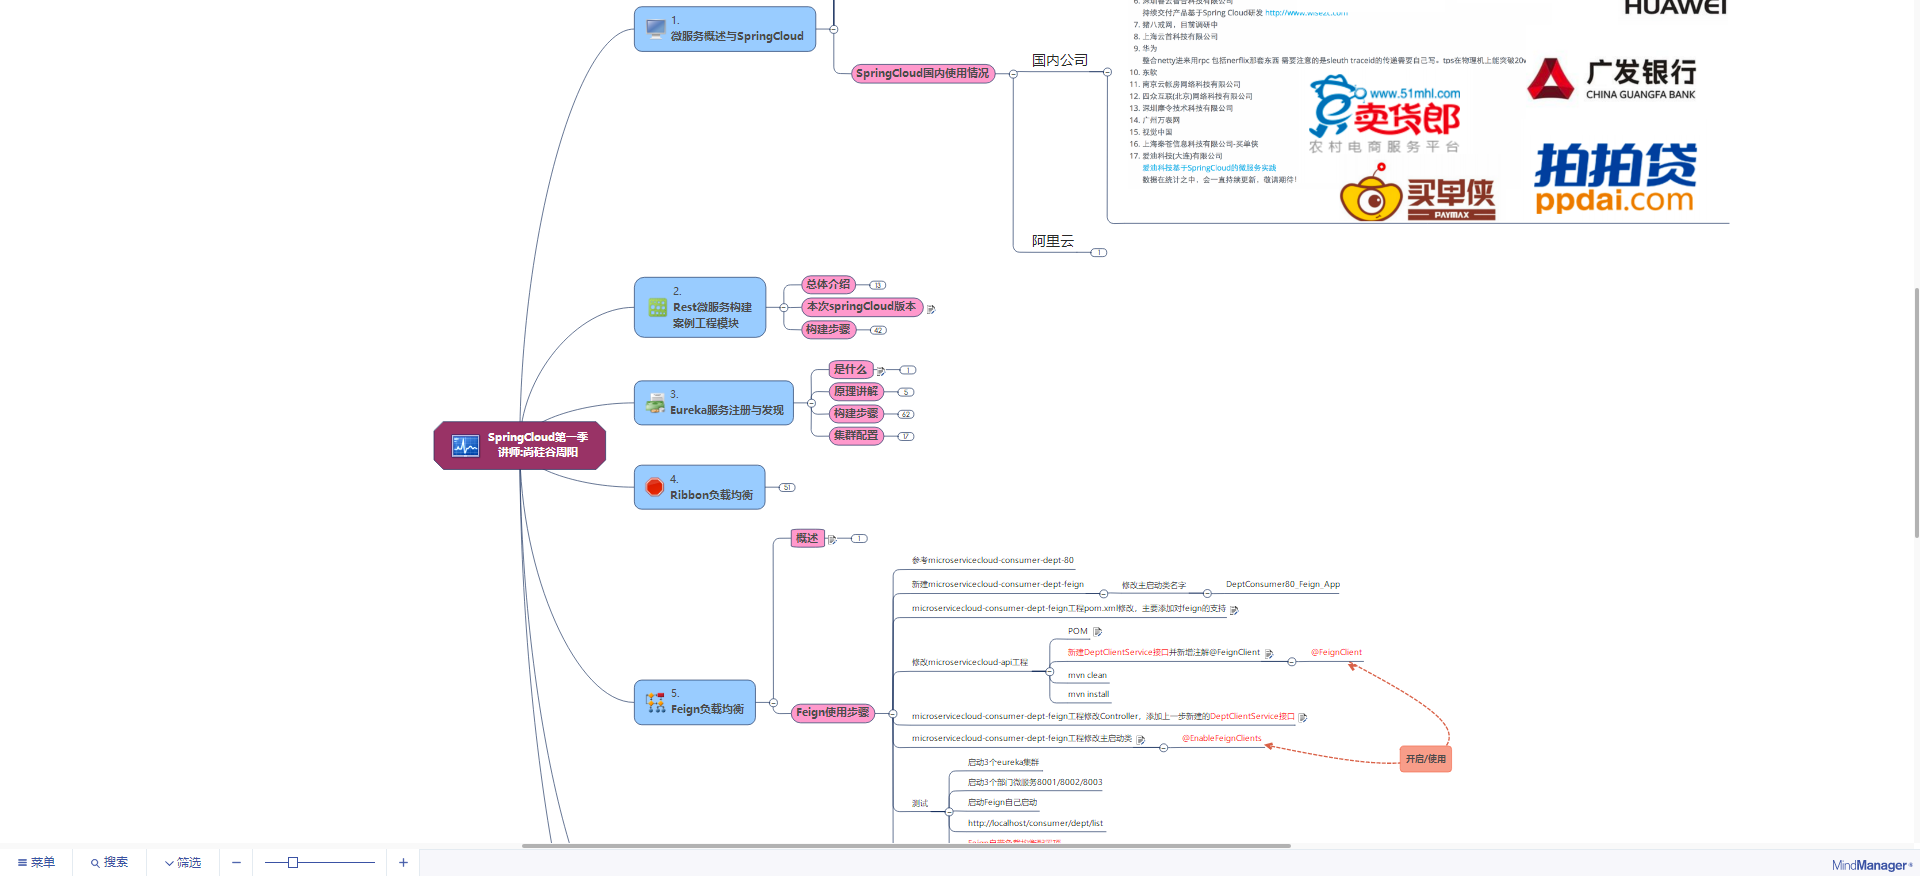 1.
微服务概述与SpringCloud
SpringCloud国内使用情况
国内公司
持续交付产品基于Spring Cloud研发 http://www.wise2c.com
7. 猪八戒网，目前调研中
8. 上海云首科技有限公司
9. 华为
整合netty进来用rpc 包括nerflix那套东西 需要注意的是sleuth traceid的传递需要自己写。tps在物理机上能突破20w
10. 东软
11. 南京云帐房网络科技有限公司
12. 四众互联(北京)网络科技有限公司
13. 深圳摩令技术科技有限公司
14. 广州万表网
15. 视觉中国
16. 上海秦苍信息科技有限公司-买单侠
17. 爱油科技(大连)有限公司
爱油科技基于SpringCloud的微服务实践
数据在统计之中，会一直持续更新，敬请期待！
HUAWEI
广发银行
CHINA GUANGFA BANK
www.51mhl.com
卖货郎
农村电商服务平台
拍拍贷
ppdai.com
买单侠
PAYMAX
阿里云
1
2.
Rest微服务构建
案例工程模块
总体介绍
13
本次springCloud版本
构建步骤
42
3.
Eureka服务注册与发现
是什么
1
原理讲解
5
构建步骤
62
集群配置
17
SpringCloud第一季
讲师:尚硅谷周阳
4.
Ribbon负载均衡
51
5.
Feign负载均衡
概述
1
Feign使用步骤
参考microservicecloud-consumer-dept-80
新建microservicecloud-consumer-dept-feign
修改主启动类名字
DeptConsumer80_Feign_App
microservicecloud-consumer-dept-feign工程pom.xml修改，主要添加对feign的支持
修改microservicecloud-api工程
POM
新建DeptClientService接口并新增注解@FeignClient
@FeignClient
mvn clean
mvn install
microservicecloud-consumer-dept-feign工程修改Controller，添加上一步新建的DeptClientService接口
microservicecloud-consumer-dept-feign工程修改主启动类
@EnableFeignClients
开启/使用
测试
启动3个eureka集群
启动3个部门微服务8001/8002/8003
启动Feign自己启动
http://localhost/consumer/dept/list
菜单
搜索
筛选
MindManager